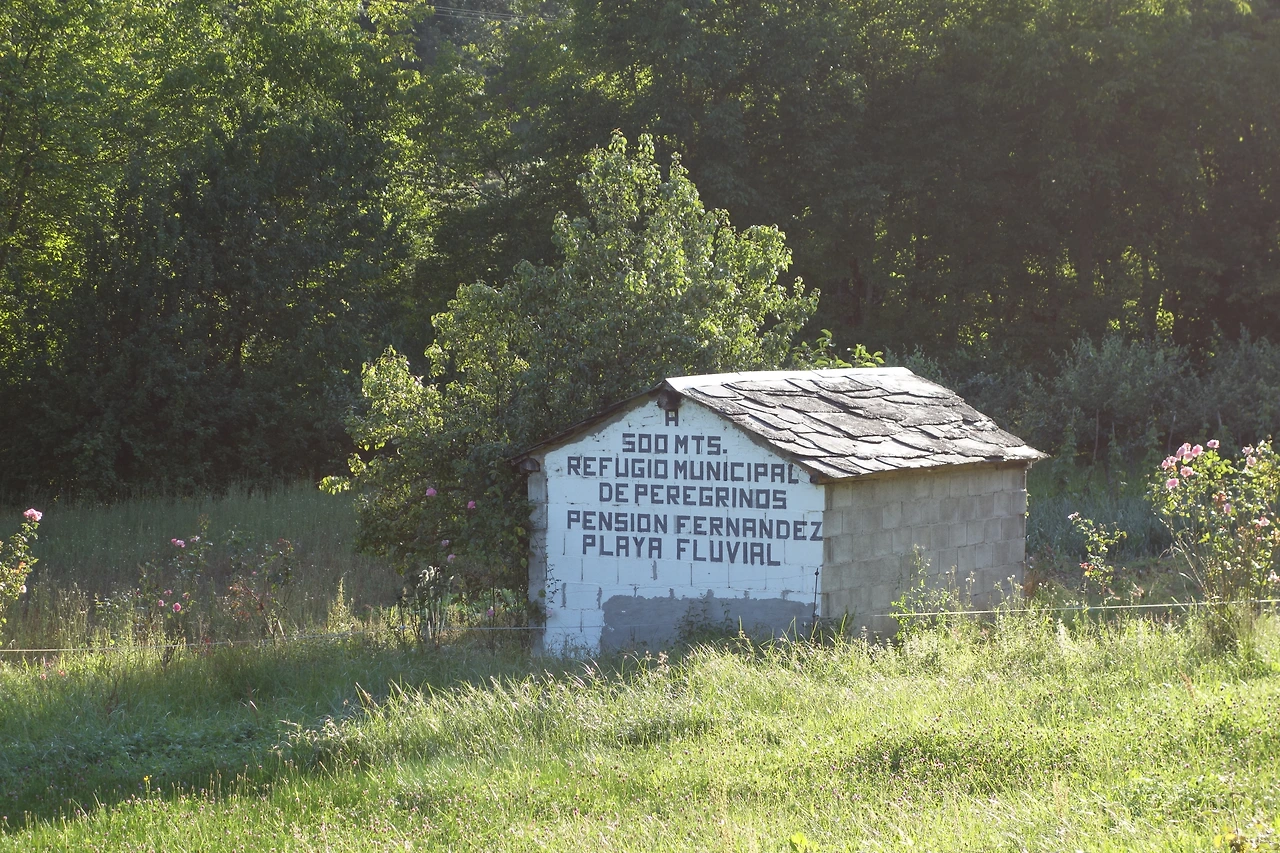 A
500 MTS.
REFUGIO MUNICIPAL
DE PEREGRINOS
PENSION FERNANDEZ
PLAYA FLUVIAL